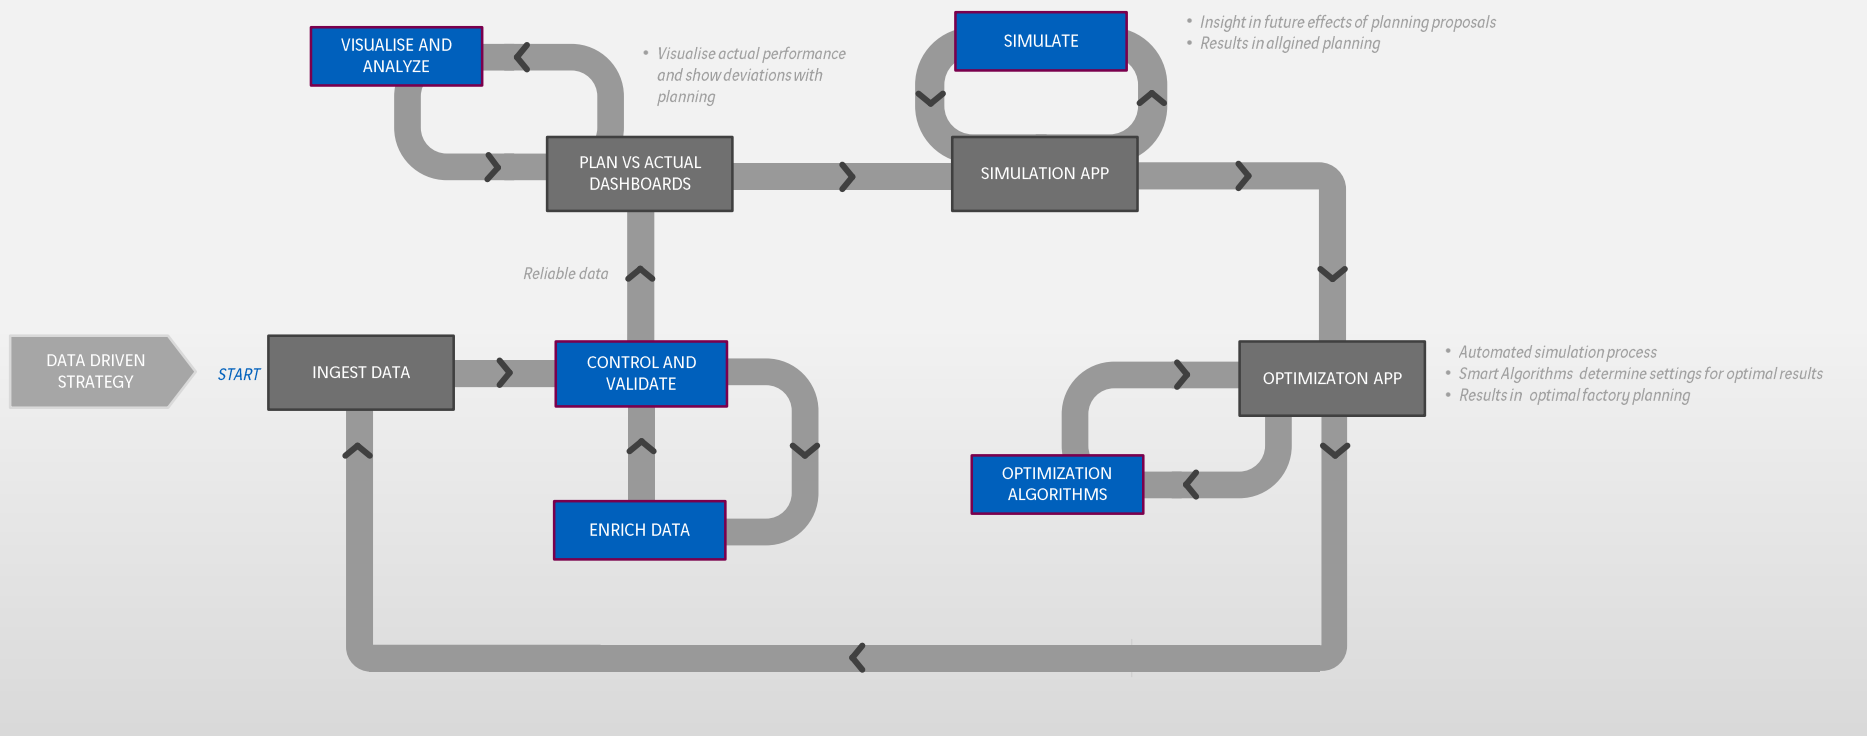 VISUALISE AND
ANALYZE
• Visualise actual performance
and show deviations with
planning
SIMULATE
• Insight in future effects of planning proposals
• Results in allgined planning
PLAN VS ACTUAL
DASHBOARDS
SIMULATION APP
Reliable data
DATA DRIVEN
STRATEGY
START
INGEST DATA
CONTROL AND
VALIDATE
OPTIMIZATON APP
• Automated simulation process
• Smart Algorithms determine settings for optimal results
• Results in optimal factory planning
OPTIMIZATION
ALGORITHMS
ENRICH DATA